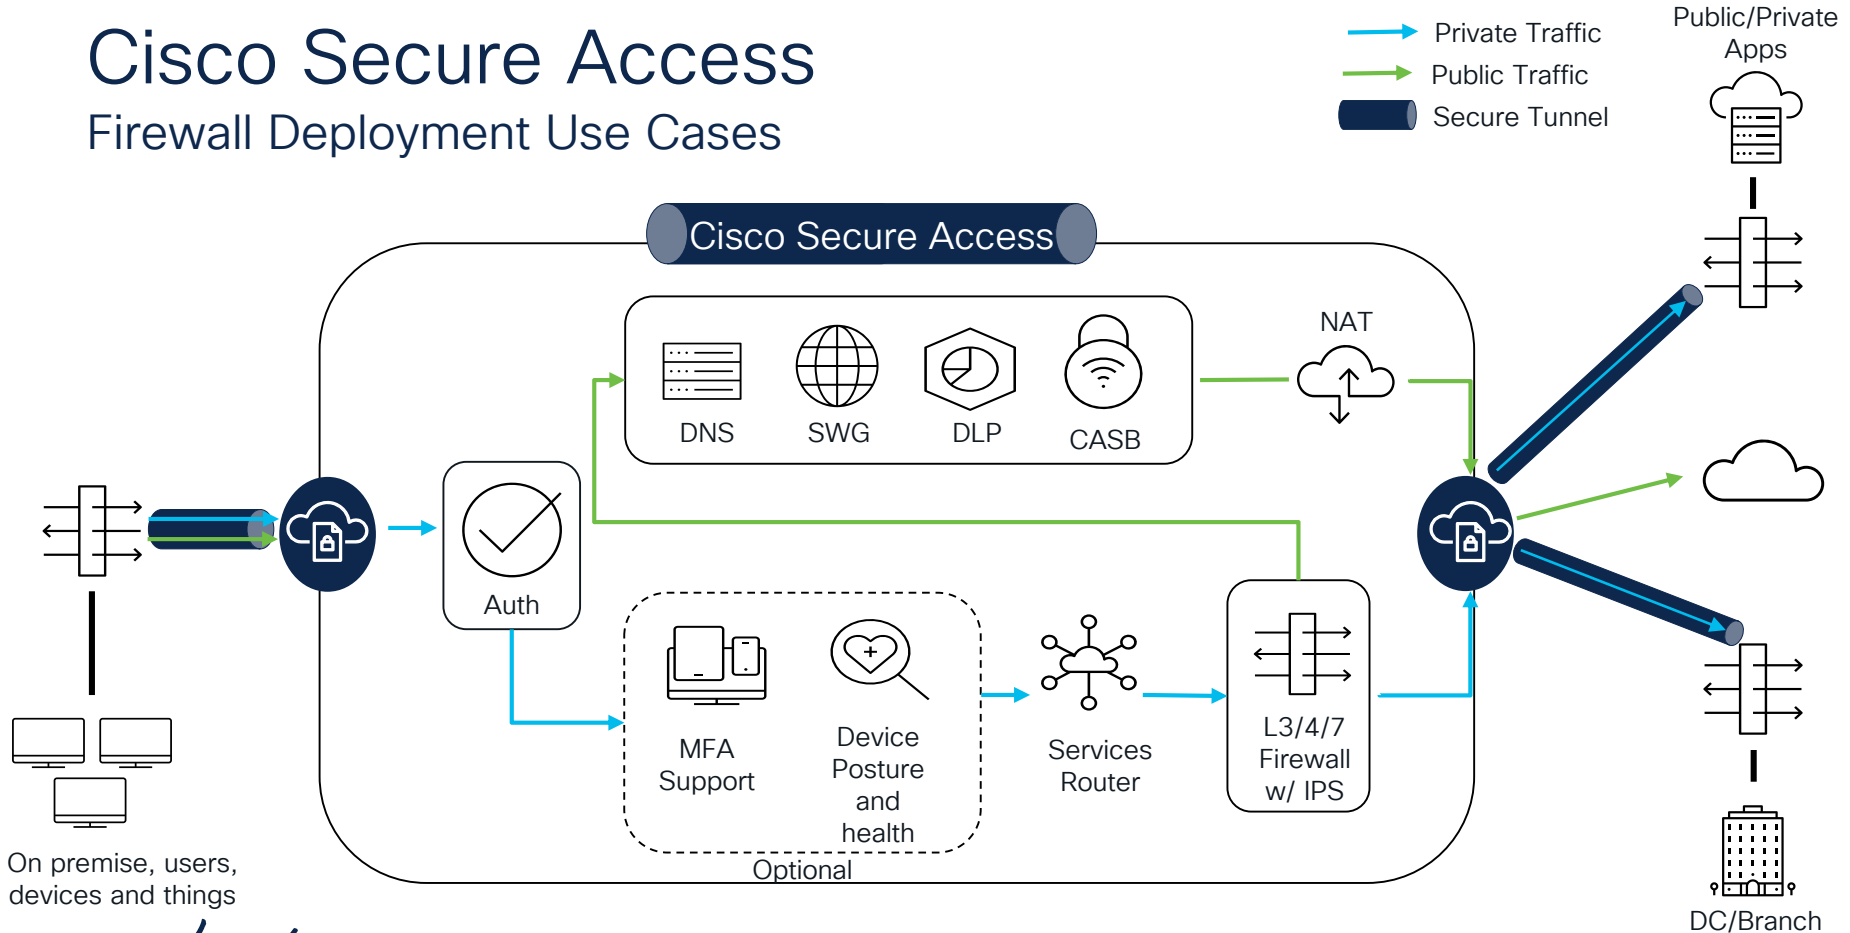 Cisco Secure Access
Firewall Deployment Use Cases
Private Traffic
Public Traffic
Secure Tunnel
Public/Private
Apps
Cisco Secure Access
NAT
DNS
SWG
DLP
CASB
Auth
MFA
Support
Device
Posture
and
health
Optional
Services
Router
L3/4/7
Firewall
w/ IPS
On premise, users,
devices and things
DC/Branch